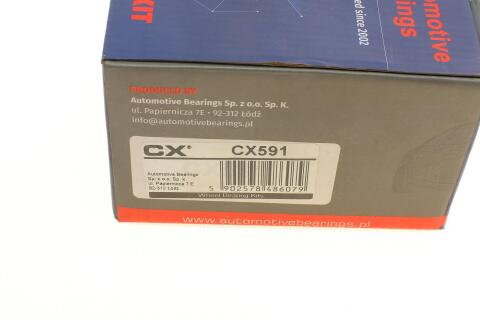 KIT
ed since 2002
omotive
ings
PRODUCED BY
Automotive Bearings Sp. z o.o. Sp. K.
ul. Papiernicza 7E • 92-312 Łódź
info@automotivebearings.pl
CX® CX591
Automotive Bearings
Sp. z o.o. Sp. k.
ul. Papiernicza 7 E
92-312 Łódź
5 902578 486079
Wheel Bearing Kits
www.automotivebearings.pl